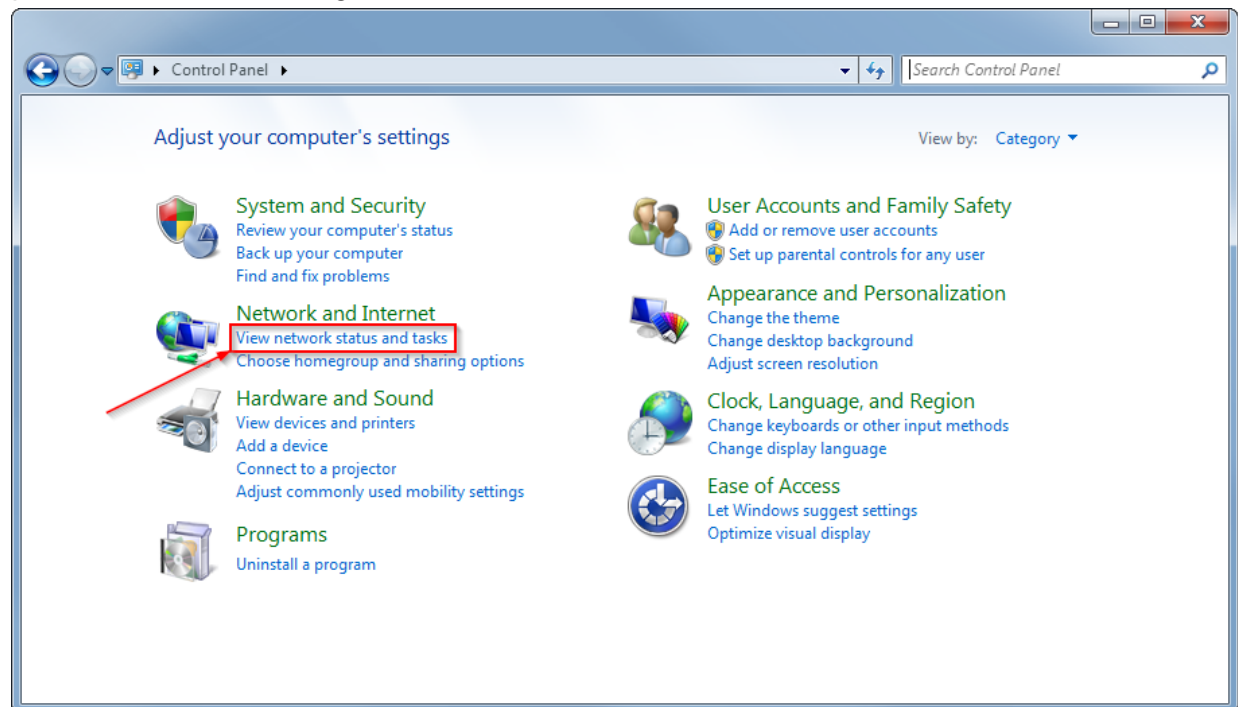 Control Panel
Search Control Panel
Adjust your computer's settings
View by: Category
System and Security
Review your computer's status
Back up your computer
Find and fix problems
Network and Internet
View network status and tasks
Choose homegroup and sharing options
Hardware and Sound
View devices and printers
Add a device
Connect to a projector
Adjust commonly used mobility settings
Programs
Uninstall a program
User Accounts and Family Safety
Add or remove user accounts
Set up parental controls for any user
Appearance and Personalization
Change the theme
Change desktop background
Adjust screen resolution
Clock, Language, and Region
Change keyboards or other input methods
Change display language
Ease of Access
Let Windows suggest settings
Optimize visual display